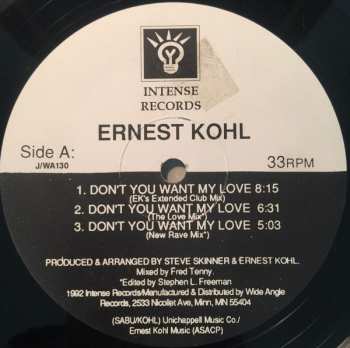 INTENSE
RECORDS
ERNEST KOHL
Side A:
J/WA130
33RPM
1. DON'T YOU WANT MY LOVE 8:15
(EK's Extended Club Mix)
2. DON'T YOU WANT MY LOVE 6:31
(The Love Mix*)
3. DON'T YOU WANT MY LOVE 5:03
(New Rave Mix*)
PRODUCED & ARRANGED BY STEVE SKINNER & ERNEST KOHL.
Mixed by Fred Tenny.
*Edited by Stephen L. Freeman
1992 Intense Records/Manufactured & Distributed by Wide Angle
Records, 2533 Nicollet Ave, Minn, MN 55404
(SABU/KOHL) Unichappell Music Co./
Ernest Kohl Music (ASACP)